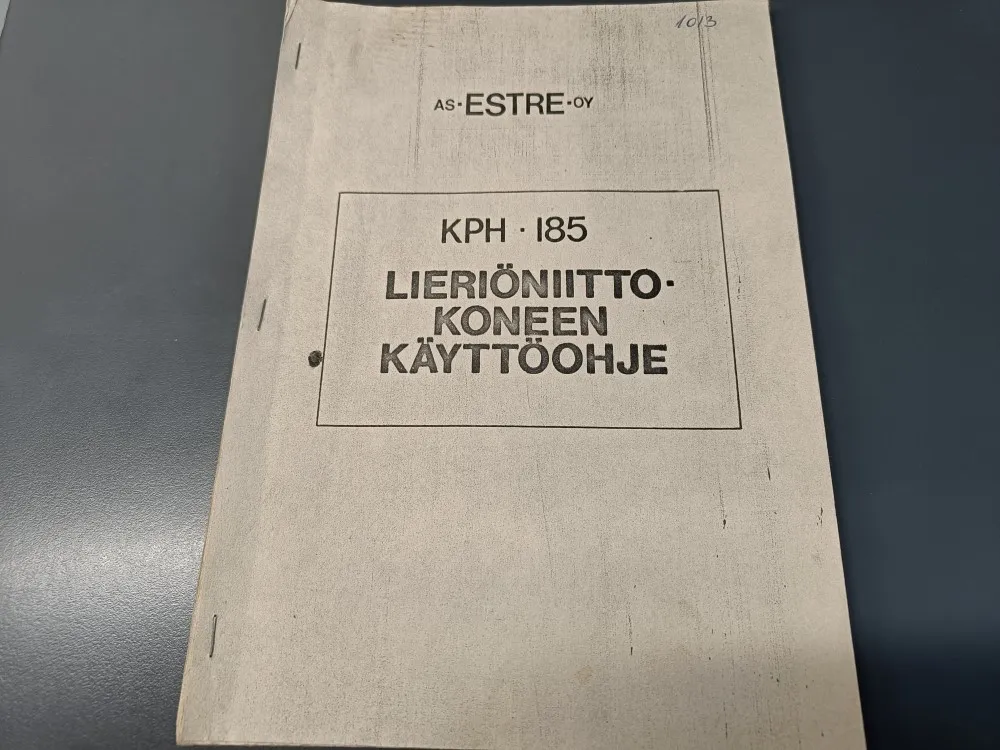 1013
AS·ESTRE·OY
KPH · 185
LIERIÖNIITTO-
KONEEN
KÄYTTÖOHJE